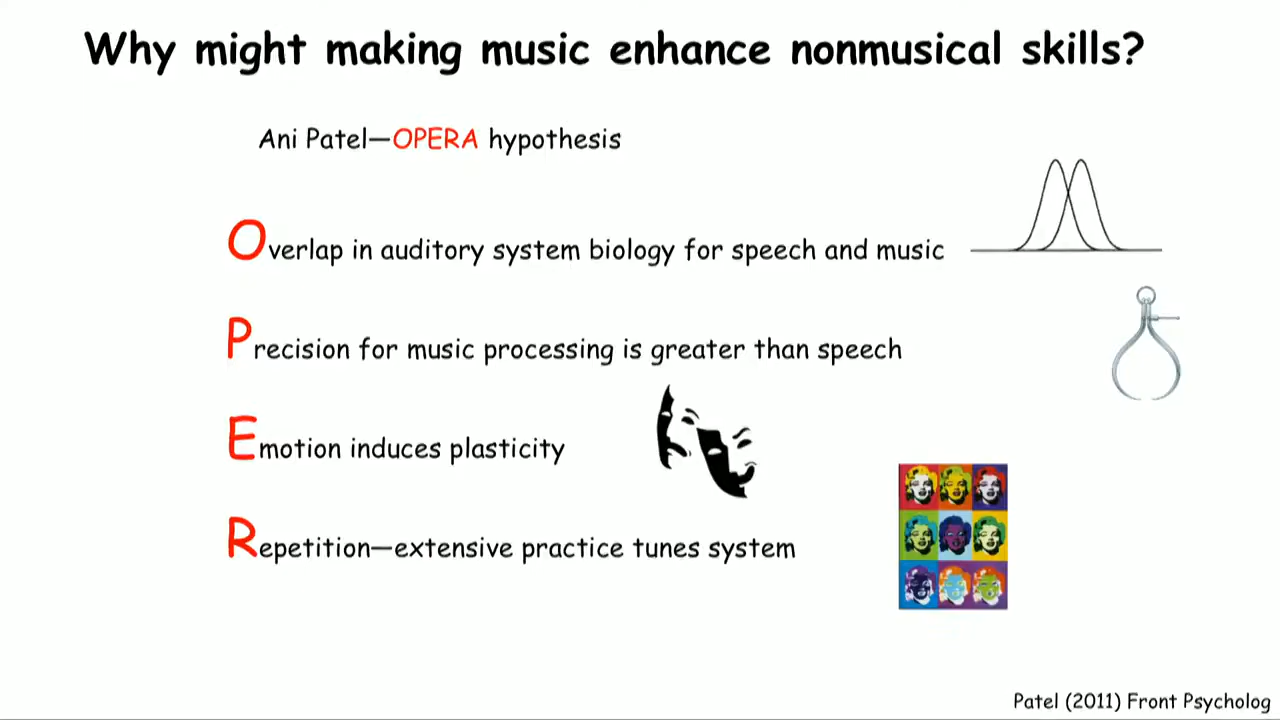 Why might making music enhance nonmusical skills?
Ani Patel—OPERA hypothesis
Overlap in auditory system biology for speech and music
Precision for music processing is greater than speech
Emotion induces plasticity
Repetition—extensive practice tunes system
Patel (2011) Front Psycholog